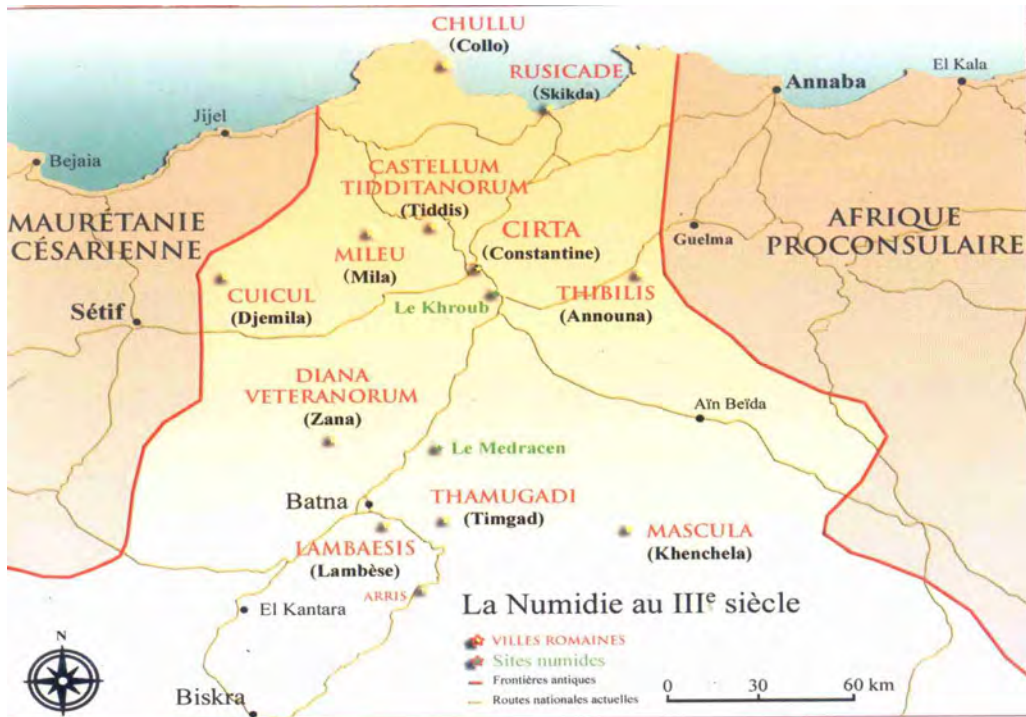 CHULLU
(Collo)
RUSICADE
(Skikda)
Annaba
El Kala
Jijel
Bejaia
CASTELLUM
TIDDITANORUM
(Tiddis)
MAURÉTANIE
CÉSARIENNE
AFRIQUE
PROCONSULAIRE
MILEU
(Mila)
CIRTA
(Constantine)
Guelma
CUICUL
(Djemila)
Le Khroub
THIBILIS
(Announa)
Sétif
DIANA
VETERANORUM
(Zana)
Aïn Beïda
Le Medracen
Batna
THAMUGADI
(Timgad)
MASCULA
(Khenchela)
LAMBAESIS
(Lambèse)
ARRIS
El Kantara
Biskra
N
La Numidie au IIIe siècle
VILLES ROMAINES
Sites numides
Frontières antiques
Routes nationales actuelles
0 30 60 km